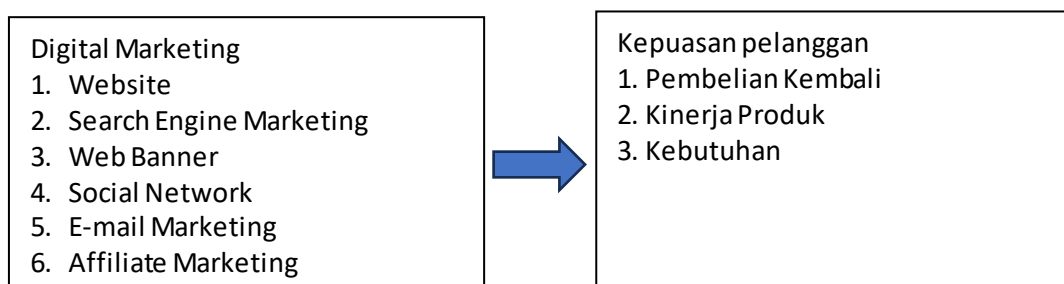 Digital Marketing
1. Website
2. Search Engine Marketing
3. Web Banner
4. Social Network
5. E-mail Marketing
6. Affiliate Marketing
Kepuasan pelanggan
1. Pembelian Kembali
2. Kinerja Produk
3. Kebutuhan